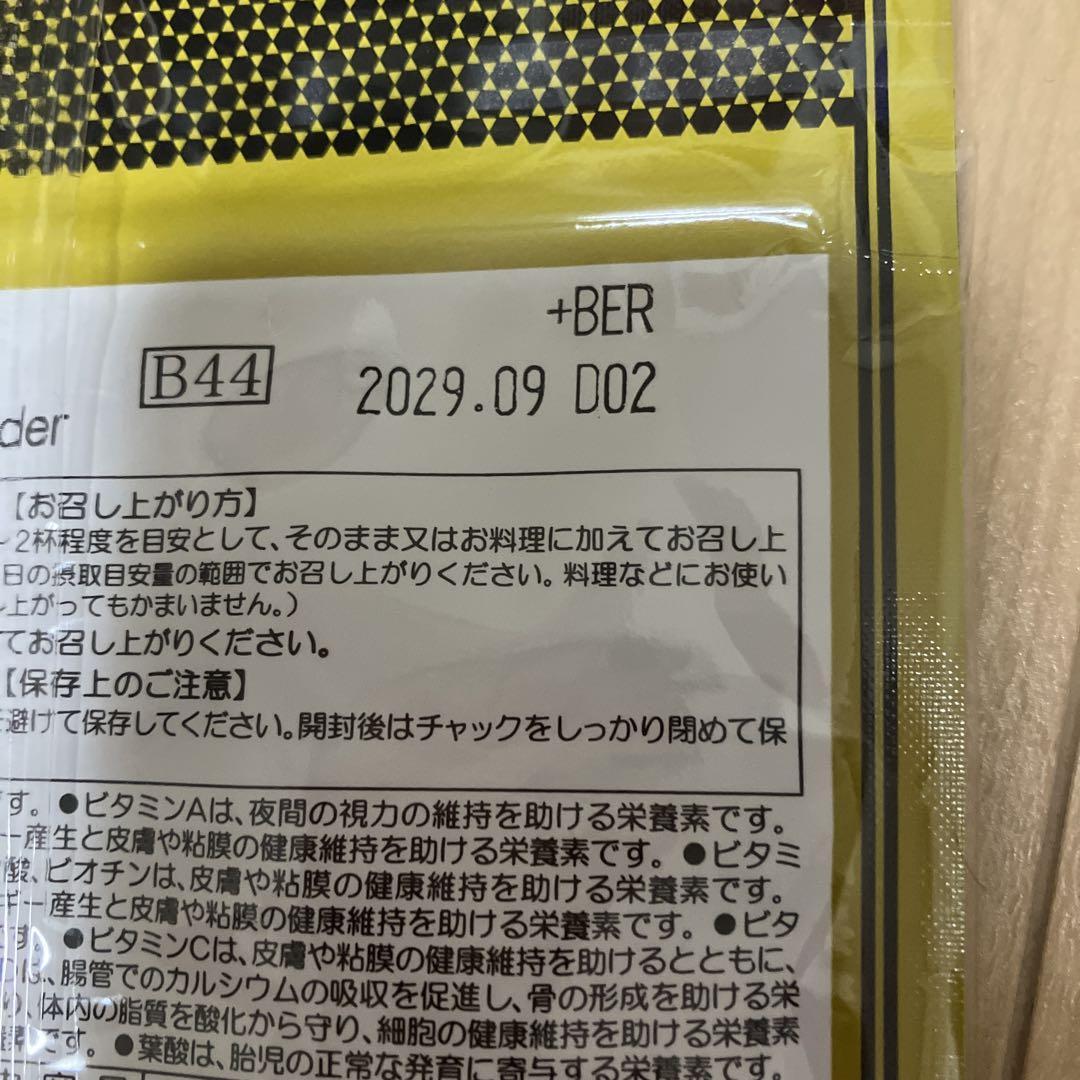 +BER
B44
2029.09 D02
der
【お召し上がり方】
2杯程度を目安として、そのまま又はお料理に加えてお召し上
日の摂取目安量の範囲でお召し上がりください。料理などにお使い
し上がってもかまいません。）
てお召し上がりください。
【保存上のご注意】
避けて保存してください。開封後はチャックをしっかり閉めて保
す。●ビタミンAは、夜間の視力の維持を助ける栄養素です。
ー産生と皮膚や粘膜の健康維持を助ける栄養素です。●ビタミ
酸、ビオチンは、皮膚や粘膜の健康維持を助ける栄養素です。
ギー産生と皮膚や粘膜の健康維持を助ける栄養素です。●ビタ
です。●ビタミンCは、皮膚や粘膜の健康維持を助けるとともに、
は、腸管でのカルシウムの吸収を促進し、骨の形成を助ける栄
り、体内の脂質を酸化から守り、細胞の健康維持を助ける栄養素
素です。●葉酸は、胎児の正常な発育に寄与する栄養素です。